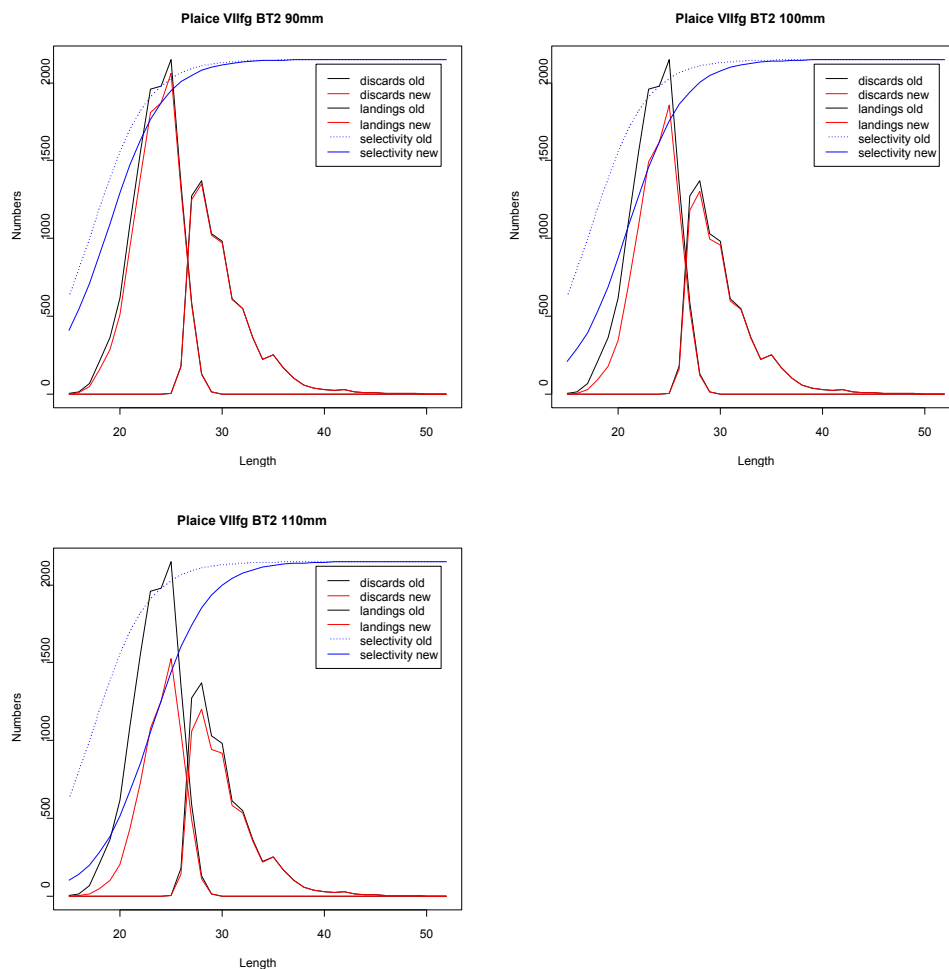 Plaice VIIfg BT2 90mm
Numbers
0
500
1000
1500
2000
discards old
discards new
landings old
landings new
selectivity old
selectivity new
20
30
40
50
Length
Plaice VIIfg BT2 100mm
Numbers
0
500
1000
1500
2000
discards old
discards new
landings old
landings new
selectivity old
selectivity new
20
30
40
50
Length
Plaice VIIfg BT2 110mm
Numbers
0
500
1000
1500
2000
discards old
discards new
landings old
landings new
selectivity old
selectivity new
20
30
40
50
Length